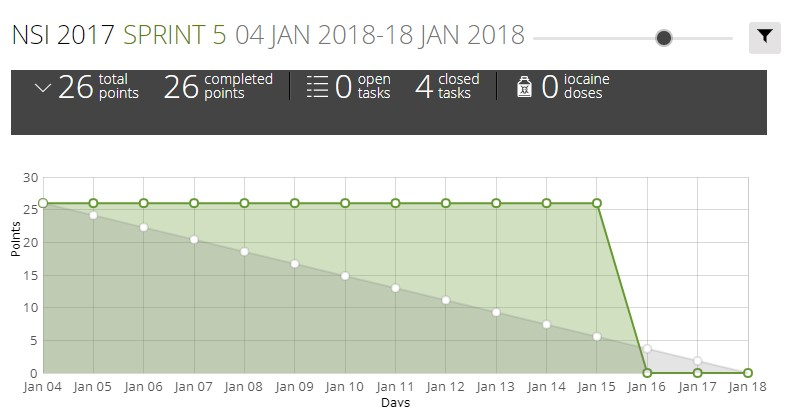 NSI 2017 SPRINT 5 04 JAN 2018-18 JAN 2018
26 total points 26 completed points 0 open tasks 4 closed tasks 0 iocaine doses
30
25
20
15
10
5
0
Points
Jan 04 Jan 05 Jan 06 Jan 07 Jan 08 Jan 09 Jan 10 Jan 11 Jan 12 Jan 13 Jan 14 Jan 15 Jan 16 Jan 17 Jan 18
Days